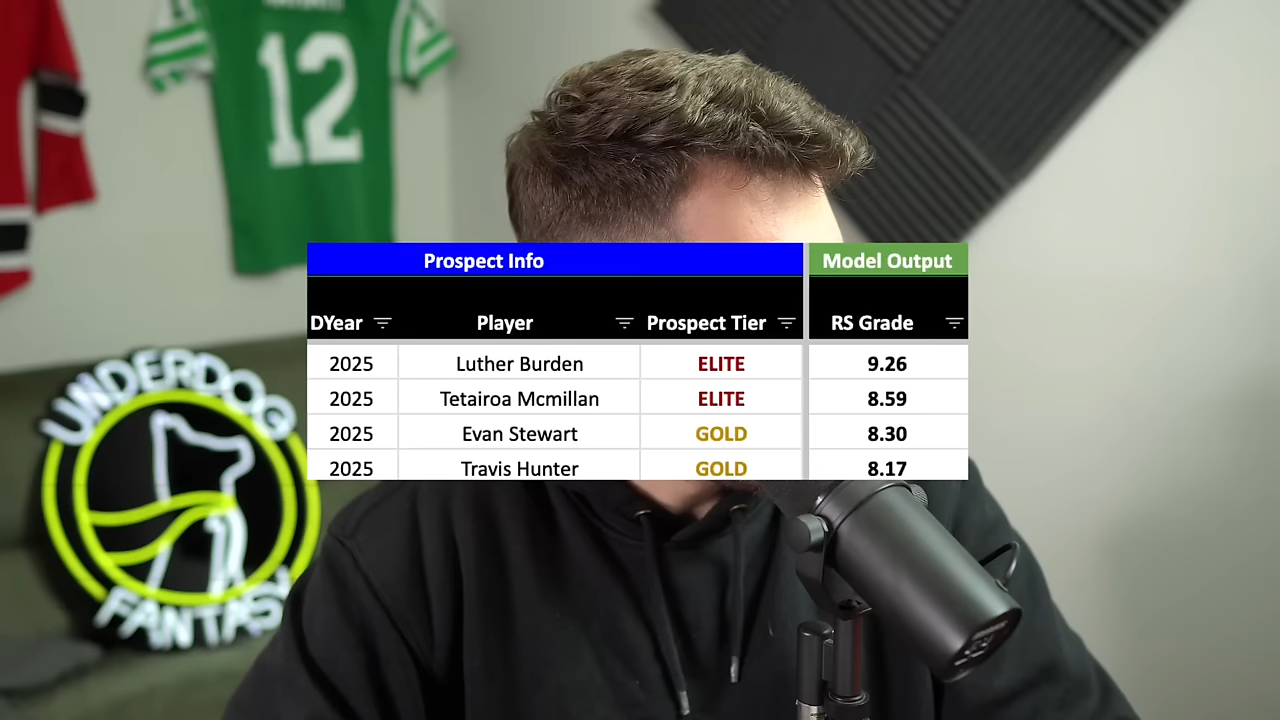 12
UNDERDOG
FANTASY
Prospect Info Model Output
DYear Player Prospect Tier RS Grade
2025 Luther Burden ELITE 9.26
2025 Tetairoa Mcmillan ELITE 8.59
2025 Evan Stewart GOLD 8.30
2025 Travis Hunter GOLD 8.17